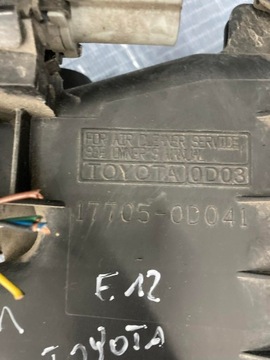 FOR AIR CLEANER SERVICE
SEE OWNER'S MANUAL
TOYOTA 0D03
17705-0D041
E.12
TOYOTA